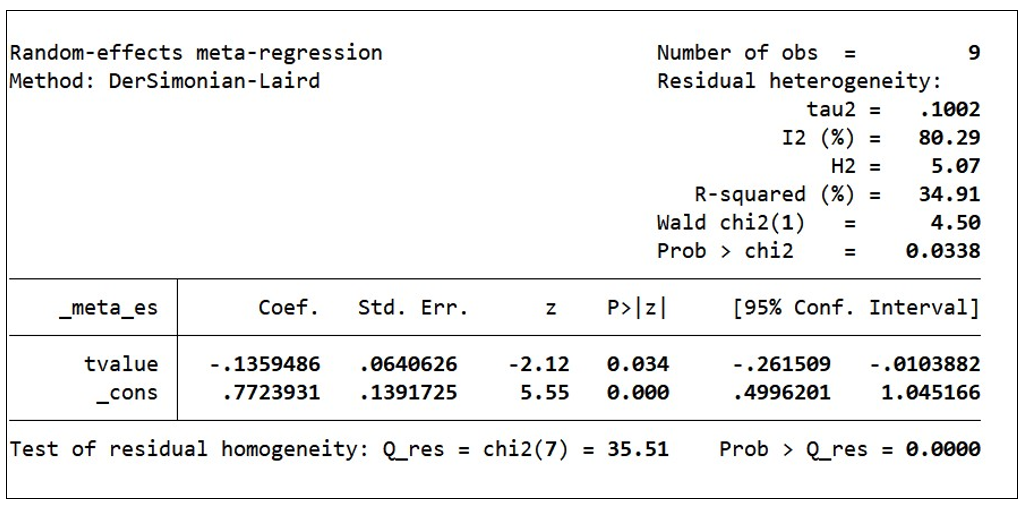 Random-effects meta-regression Number of obs = 9
Method: DerSimonian-Laird Residual heterogeneity:
tau2 = .1002
I2 (%) = 80.29
H2 = 5.07
R-squared (%) = 34.91
Wald chi2(1) = 4.50
Prob > chi2 = 0.0338
_meta_es Coef. Std. Err. z P>|z| [95% Conf. Interval]
tvalue -.1359486 .0640626 -2.12 0.034 -.261509 -.0103882
_cons .7723931 .1391725 5.55 0.000 .4996201 1.045166
Test of residual homogeneity: Q_res = chi2(7) = 35.51 Prob > Q_res = 0.0000